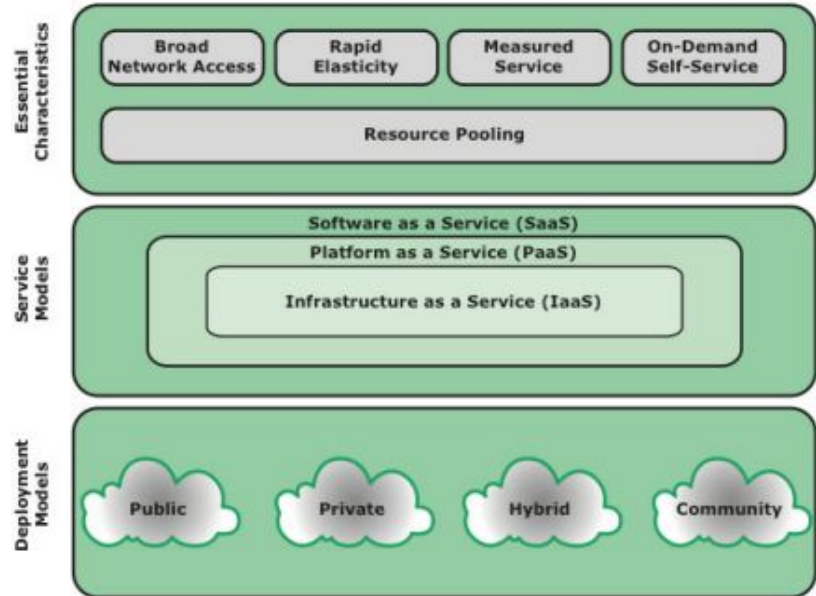 Essential
Characteristics
Broad
Network Access
Rapid
Elasticity
Measured
Service
On-Demand
Self-Service
Resource Pooling
Service
Models
Software as a Service (SaaS)
Platform as a Service (PaaS)
Infrastructure as a Service (IaaS)
Deployment
Models
Public
Private
Hybrid
Community